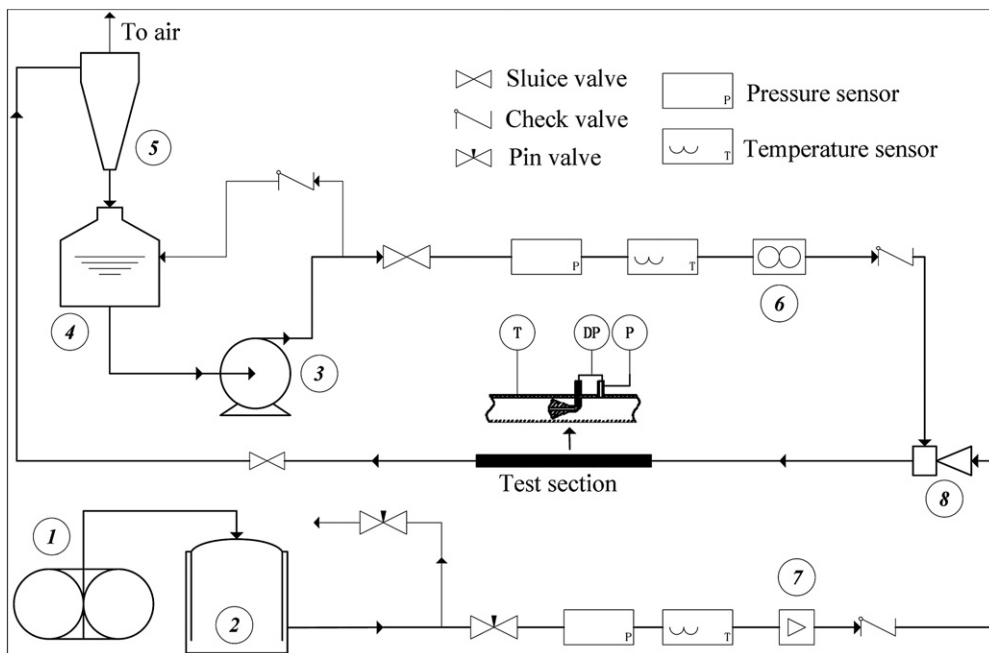 To air
Sluice valve
Check valve
Pin valve
P
Pressure sensor
T
Temperature sensor
5
P
T
6
4
3
T
DP
P
Test section
8
1
2
7
P
T